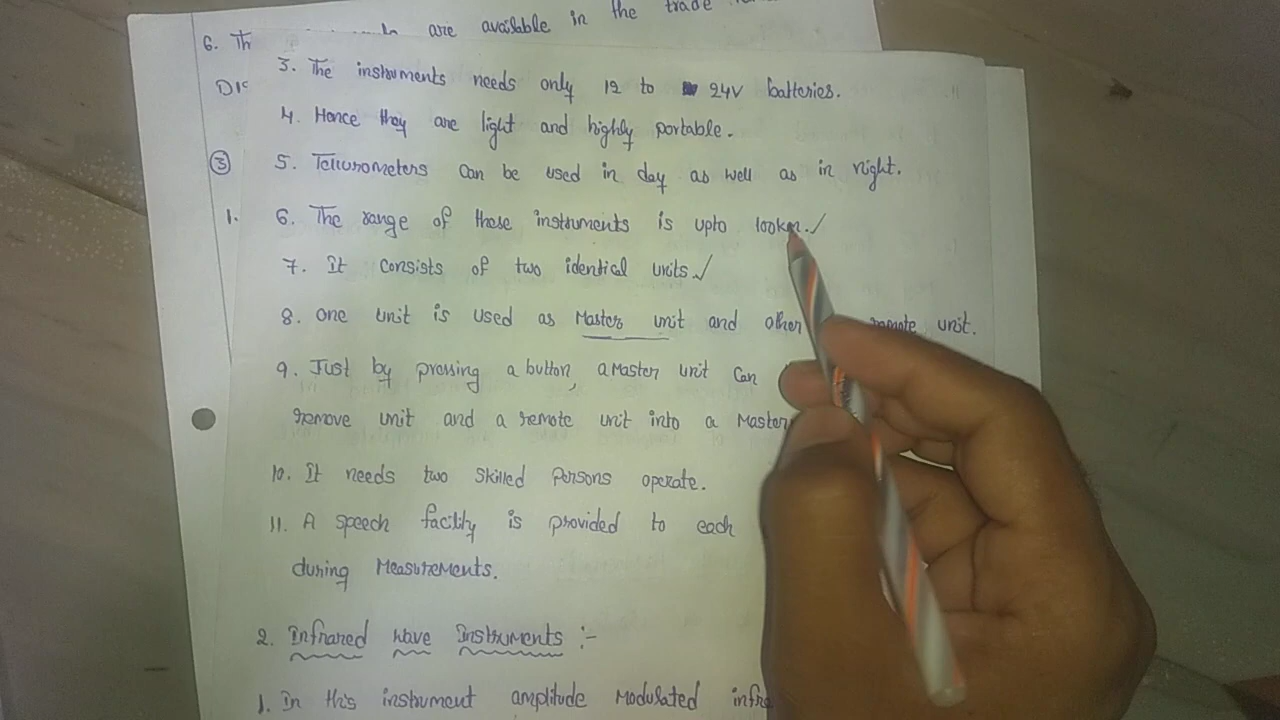 6. Th are available in the trade
3. The instruments needs only 12 to 24V batteries.
DIS
4. Hence they are light and highly portable.
③ 5. Tellurometers can be used in day as well as in night.
1. 6. The range of these instruments is upto 100km. ✓
7. It consists of two identical units. ✓
8. One unit is used as Master unit and other remote unit.
9. Just by pressing a button, a Master unit can
remove unit and a remote unit into a Master
10. It needs two skilled persons operate.
11. A speech facility is provided to each
during Measurements.
2. Infrared wave Instruments :-
1. In this instrument amplitude modulated infra